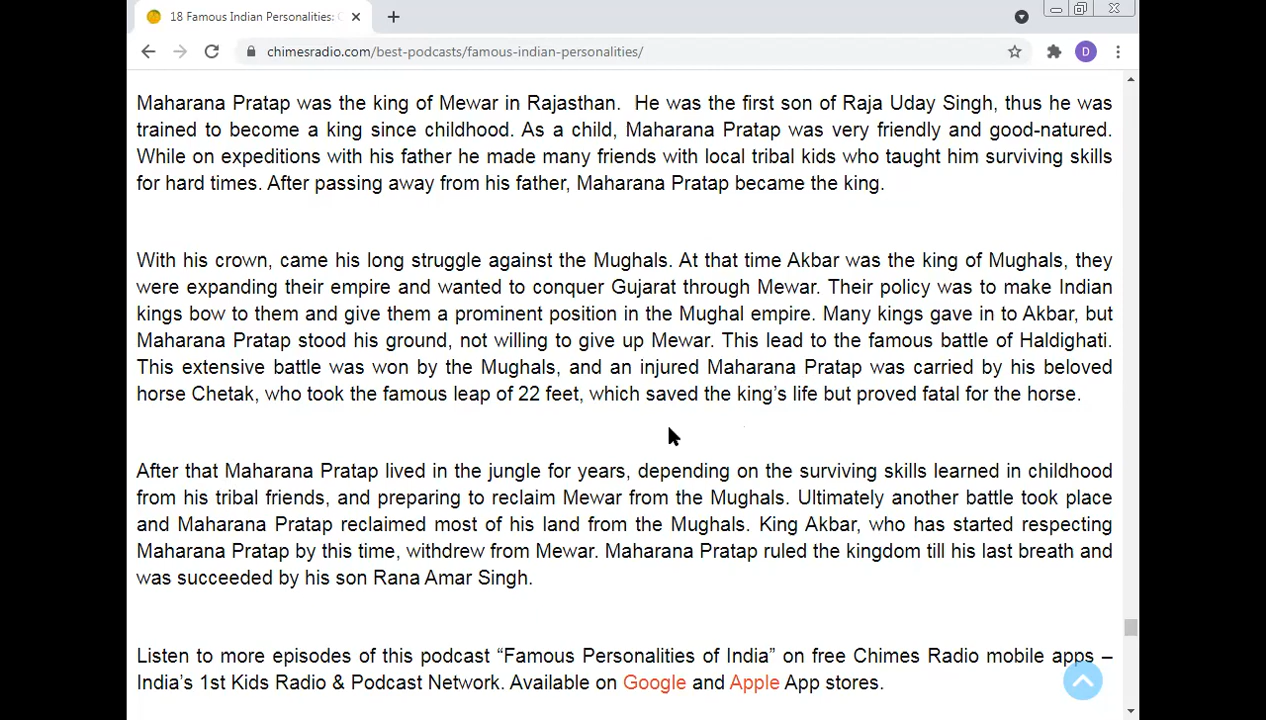 18 Famous Indian Personalities:
chimesradio.com/best-podcasts/famous-indian-personalities/
D
Maharana Pratap was the king of Mewar in Rajasthan.  He was the first son of Raja Uday Singh, thus he was
trained to become a king since childhood. As a child, Maharana Pratap was very friendly and good-natured.
While on expeditions with his father he made many friends with local tribal kids who taught him surviving skills
for hard times. After passing away from his father, Maharana Pratap became the king.
With his crown, came his long struggle against the Mughals. At that time Akbar was the king of Mughals, they
were expanding their empire and wanted to conquer Gujarat through Mewar. Their policy was to make Indian
kings bow to them and give them a prominent position in the Mughal empire. Many kings gave in to Akbar, but
Maharana Pratap stood his ground, not willing to give up Mewar. This lead to the famous battle of Haldighati.
This extensive battle was won by the Mughals, and an injured Maharana Pratap was carried by his beloved
horse Chetak, who took the famous leap of 22 feet, which saved the king’s life but proved fatal for the horse.
After that Maharana Pratap lived in the jungle for years, depending on the surviving skills learned in childhood
from his tribal friends, and preparing to reclaim Mewar from the Mughals. Ultimately another battle took place
and Maharana Pratap reclaimed most of his land from the Mughals. King Akbar, who has started respecting
Maharana Pratap by this time, withdrew from Mewar. Maharana Pratap ruled the kingdom till his last breath and
was succeeded by his son Rana Amar Singh.
Listen to more episodes of this podcast “Famous Personalities of India” on free Chimes Radio mobile apps –
India’s 1st Kids Radio & Podcast Network. Available on Google and Apple App stores.